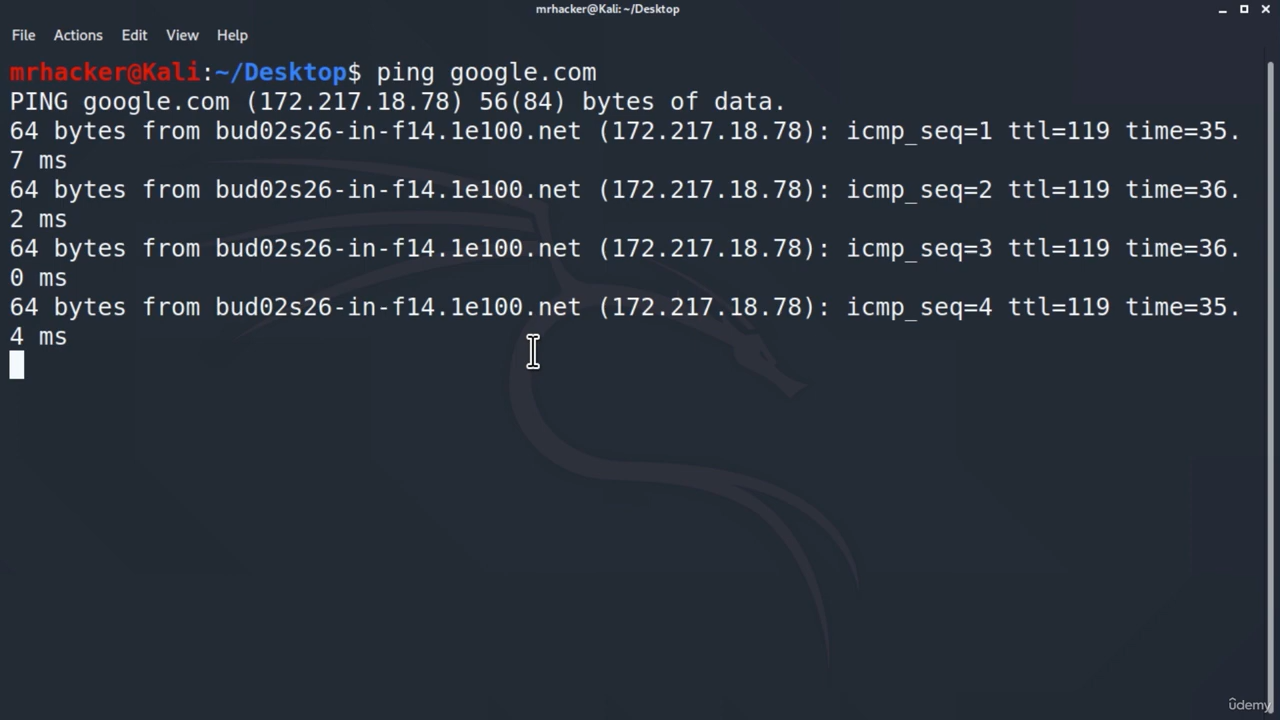 mrhacker@Kali: ~/Desktop
File Actions Edit View Help
mrhacker@Kali:~/Desktop$ ping google.com
PING google.com (172.217.18.78) 56(84) bytes of data.
64 bytes from bud02s26-in-f14.1e100.net (172.217.18.78): icmp_seq=1 ttl=119 time=35.
7 ms
64 bytes from bud02s26-in-f14.1e100.net (172.217.18.78): icmp_seq=2 ttl=119 time=36.
2 ms
64 bytes from bud02s26-in-f14.1e100.net (172.217.18.78): icmp_seq=3 ttl=119 time=36.
0 ms
64 bytes from bud02s26-in-f14.1e100.net (172.217.18.78): icmp_seq=4 ttl=119 time=35.
4 ms
ûdemy